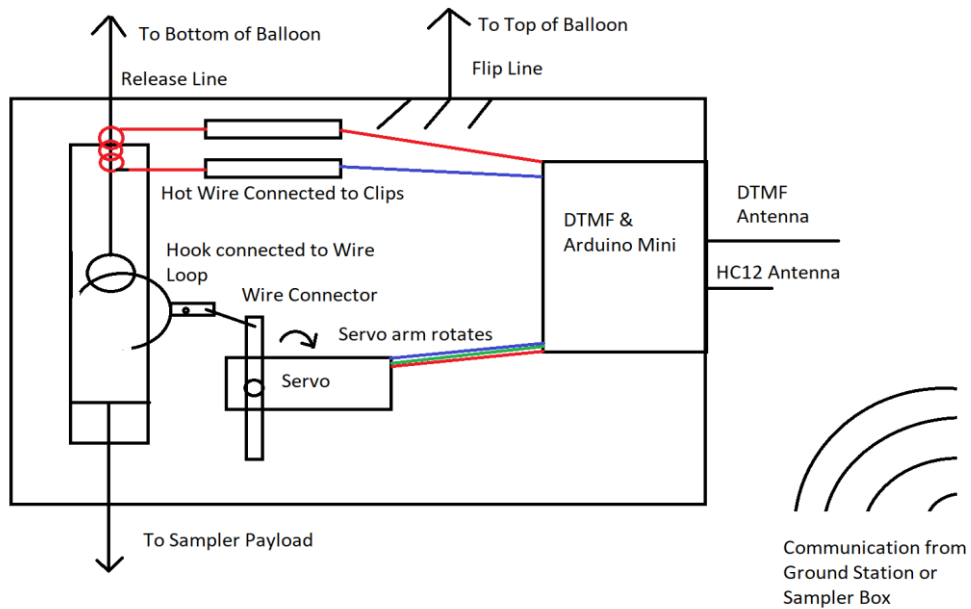 To Bottom of Balloon
To Top of Balloon
Release Line
Flip Line
Hot Wire Connected to Clips
DTMF &
Arduino Mini
DTMF
Antenna
HC12 Antenna
Hook connected to Wire
Loop
Wire Connector
Servo arm rotates
Servo
To Sampler Payload
Communication from
Ground Station or
Sampler Box